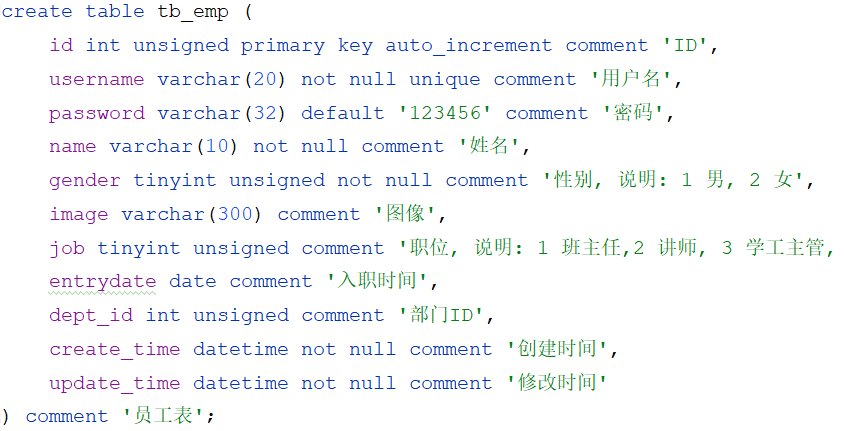 create table tb_emp (
    id int unsigned primary key auto_increment comment 'ID',
    username varchar(20) not null unique comment '用户名',
    password varchar(32) default '123456' comment '密码',
    name varchar(10) not null comment '姓名',
    gender tinyint unsigned not null comment '性别, 说明: 1 男, 2 女',
    image varchar(300) comment '图像',
    job tinyint unsigned comment '职位, 说明: 1 班主任,2 讲师, 3 学工主管,
    entrydate date comment '入职时间',
    dept_id int unsigned comment '部门ID',
    create_time datetime not null comment '创建时间',
    update_time datetime not null comment '修改时间'
) comment '员工表';